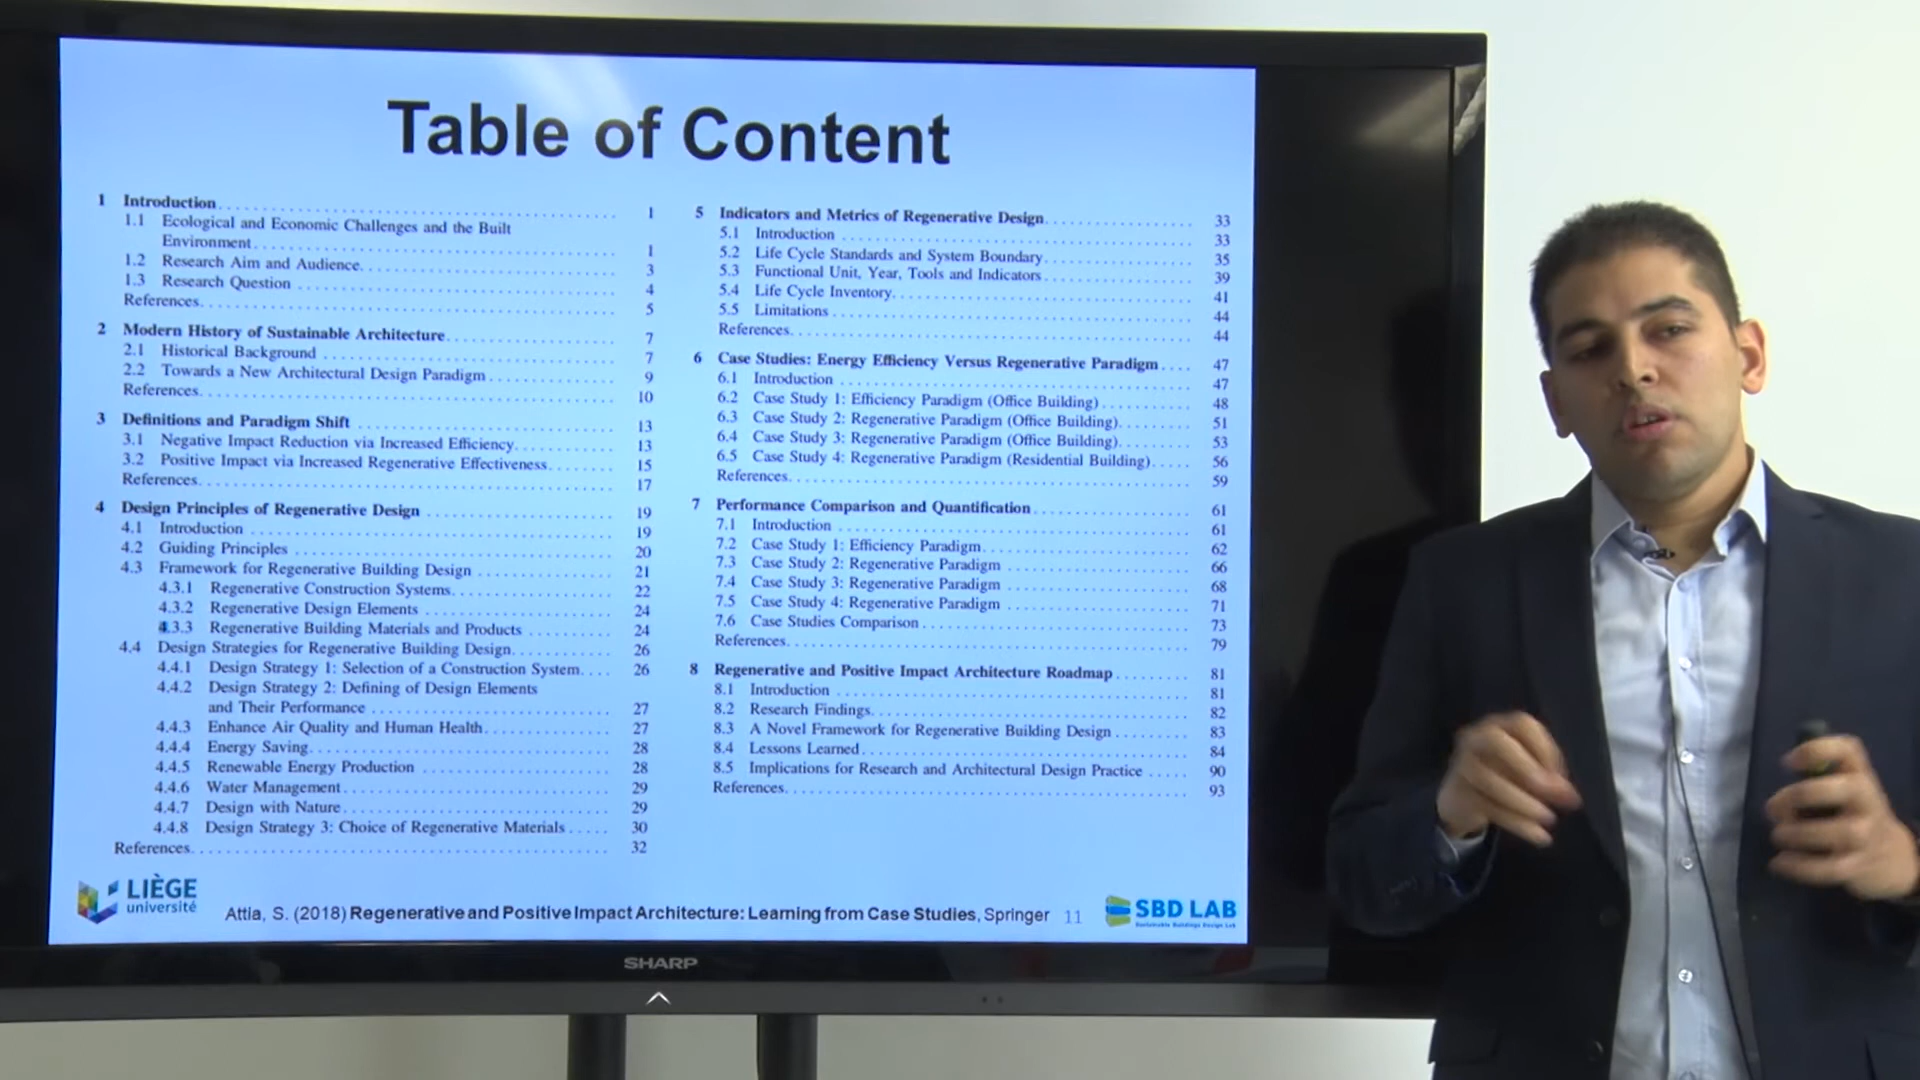 Table of Content
1 Introduction 1
1.1 Ecological and Economic Challenges and the Built
Environment 1
1.2 Research Aim and Audience 3
1.3 Research Question 4
References 5
2 Modern History of Sustainable Architecture 7
2.1 Historical Background 7
2.2 Towards a New Architectural Design Paradigm 9
References 10
3 Definitions and Paradigm Shift 13
3.1 Negative Impact Reduction via Increased Efficiency 13
3.2 Positive Impact via Increased Regenerative Effectiveness 15
References 17
4 Design Principles of Regenerative Design 19
4.1 Introduction 19
4.2 Guiding Principles 20
4.3 Framework for Regenerative Building Design 21
4.3.1 Regenerative Construction Systems 22
4.3.2 Regenerative Design Elements 24
4.3.3 Regenerative Building Materials and Products 24
4.4 Design Strategies for Regenerative Building Design 26
4.4.1 Design Strategy 1: Selection of a Construction System 26
4.4.2 Design Strategy 2: Defining of Design Elements
and Their Performance 27
4.4.3 Enhance Air Quality and Human Health 27
4.4.4 Energy Saving 28
4.4.5 Renewable Energy Production 28
4.4.6 Water Management 29
4.4.7 Design with Nature 29
4.4.8 Design Strategy 3: Choice of Regenerative Materials 30
References 32
5 Indicators and Metrics of Regenerative Design 33
5.1 Introduction 33
5.2 Life Cycle Standards and System Boundary 35
5.3 Functional Unit, Year, Tools and Indicators 39
5.4 Life Cycle Inventory 41
5.5 Limitations 44
References 44
6 Case Studies: Energy Efficiency Versus Regenerative Paradigm 47
6.1 Introduction 47
6.2 Case Study 1: Efficiency Paradigm (Office Building) 48
6.3 Case Study 2: Regenerative Paradigm (Office Building) 51
6.4 Case Study 3: Regenerative Paradigm (Office Building) 53
6.5 Case Study 4: Regenerative Paradigm (Residential Building) 56
References 59
7 Performance Comparison and Quantification 61
7.1 Introduction 61
7.2 Case Study 1: Efficiency Paradigm 62
7.3 Case Study 2: Regenerative Paradigm 66
7.4 Case Study 3: Regenerative Paradigm 68
7.5 Case Study 4: Regenerative Paradigm 71
7.6 Case Studies Comparison 73
References 79
8 Regenerative and Positive Impact Architecture Roadmap 81
8.1 Introduction 81
8.2 Research Findings 82
8.3 A Novel Framework for Regenerative Building Design 83
8.4 Lessons Learned 84
8.5 Implications for Research and Architectural Design Practice 90
References 93
LIÈGE
université
Attia, S. (2018) Regenerative and Positive Impact Architecture: Learning from Case Studies, Springer 11
SBD LAB
Sustainable Buildings Design Lab
SHARP